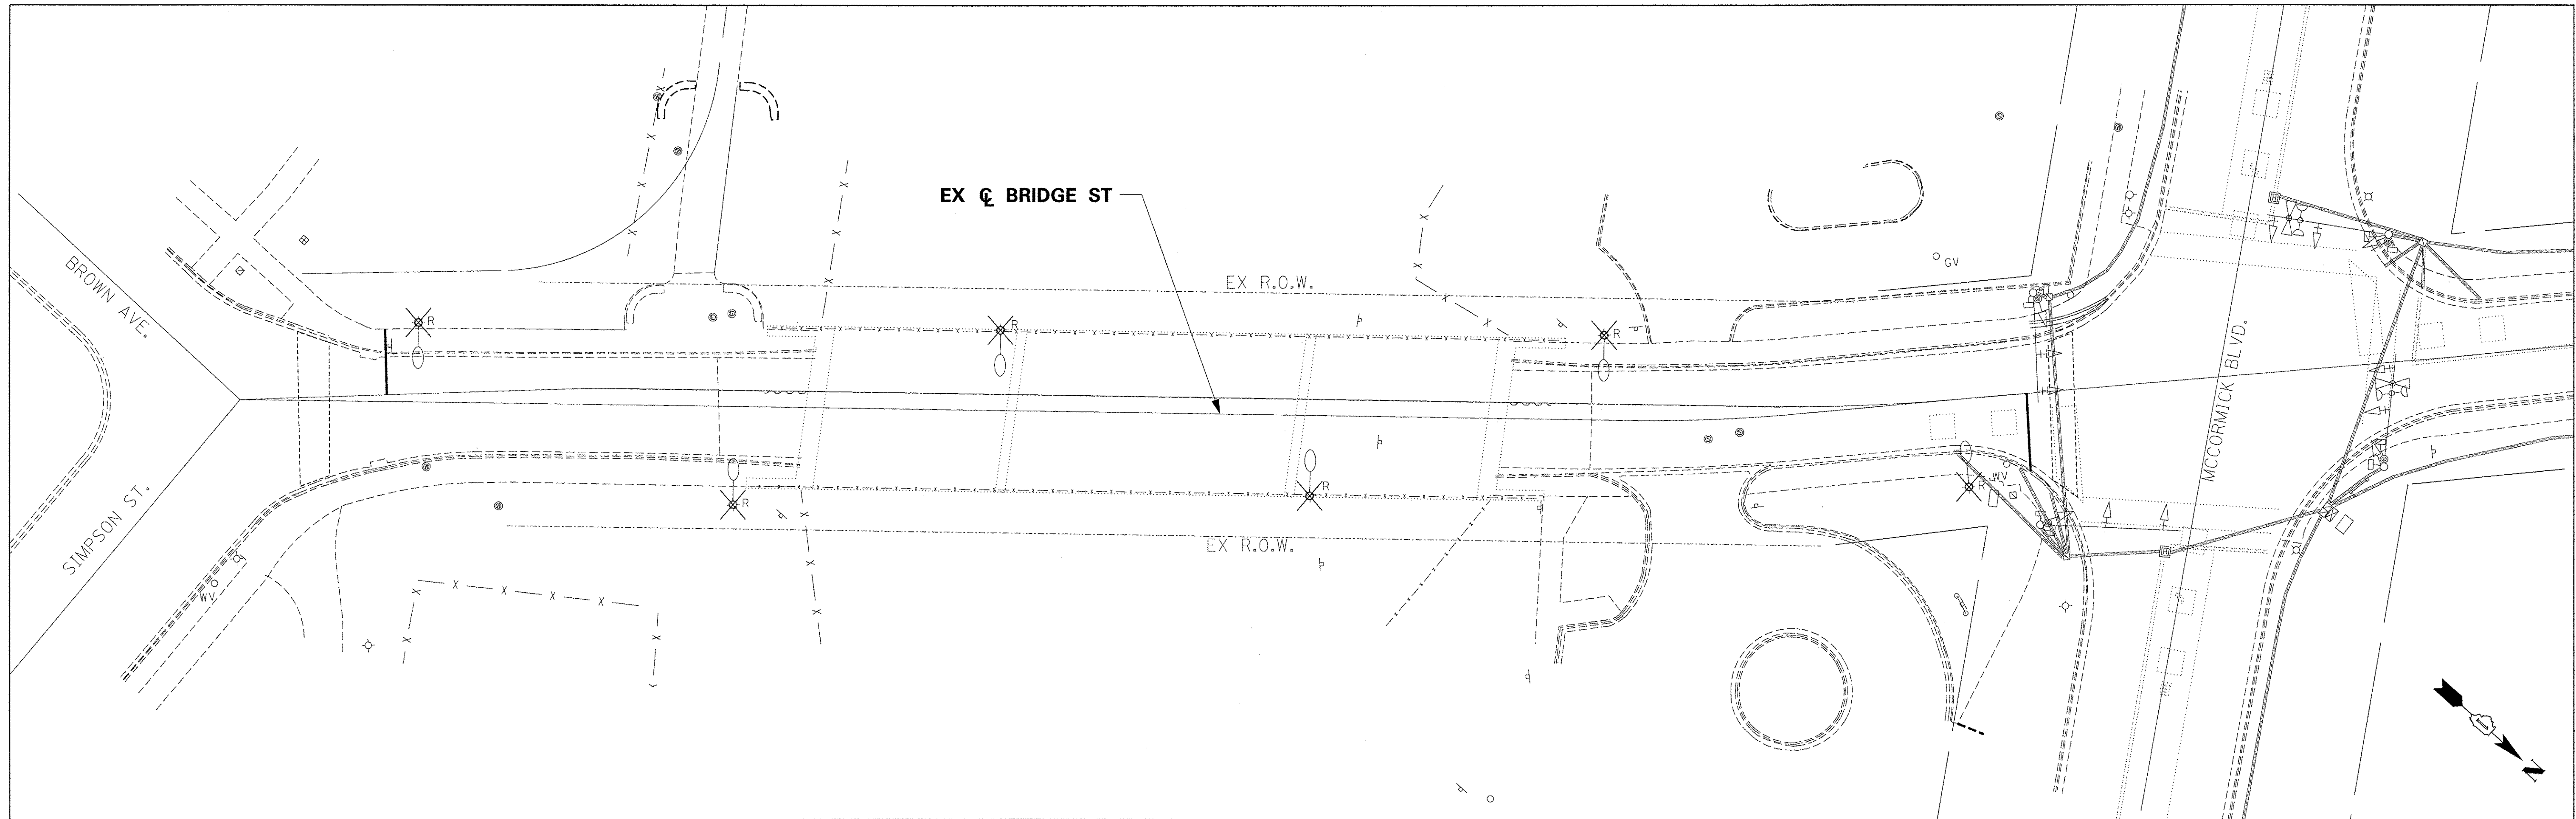 EX ℄ BRIDGE ST
GV
EX R.O.W.
BROWN AVE.
R
R
R
MCCORMICK BLVD.
WV
R
R
R
SIMPSON ST.
EX R.O.W.
WV
N